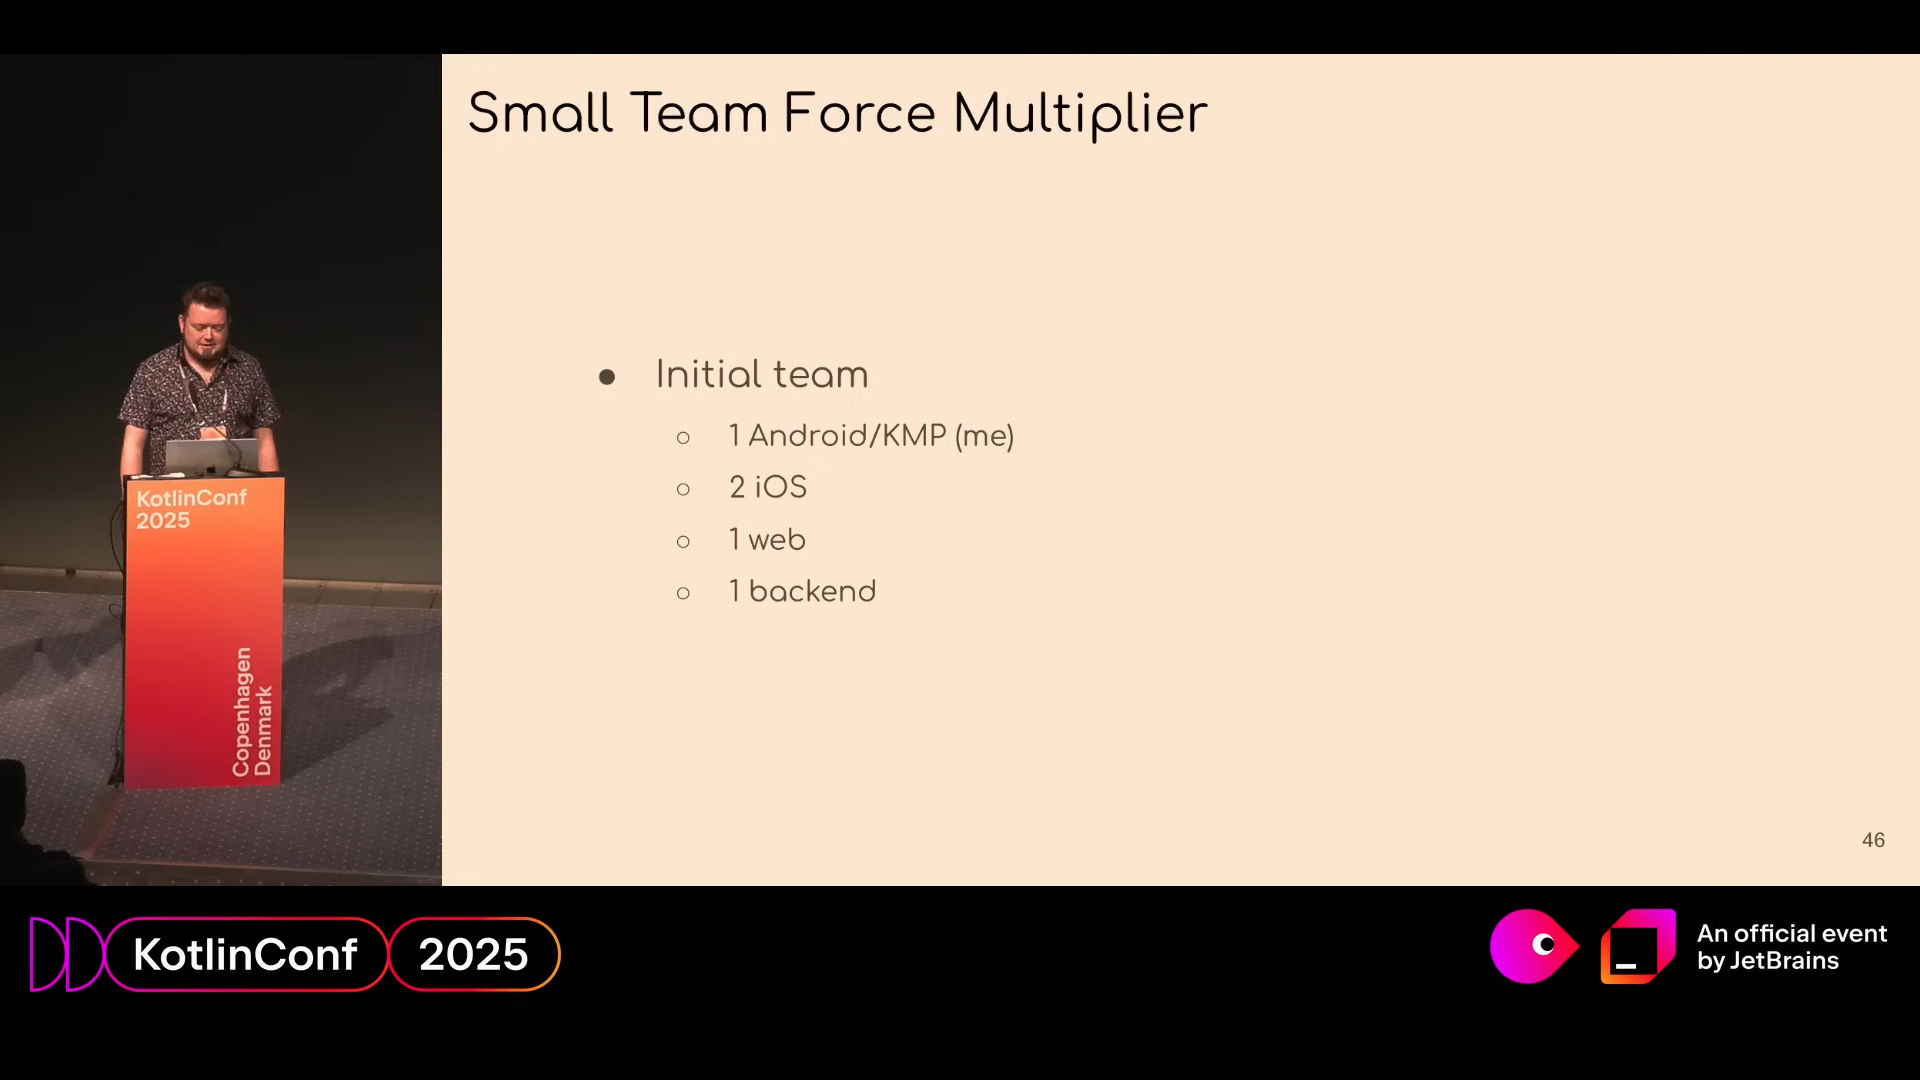 Small Team Force Multiplier
● Initial team
○ 1 Android/KMP (me)
○ 2 iOS
○ 1 web
○ 1 backend
46
KotlinConf
2025
Copenhagen
Denmark
KotlinConf 2025
An official event
by JetBrains